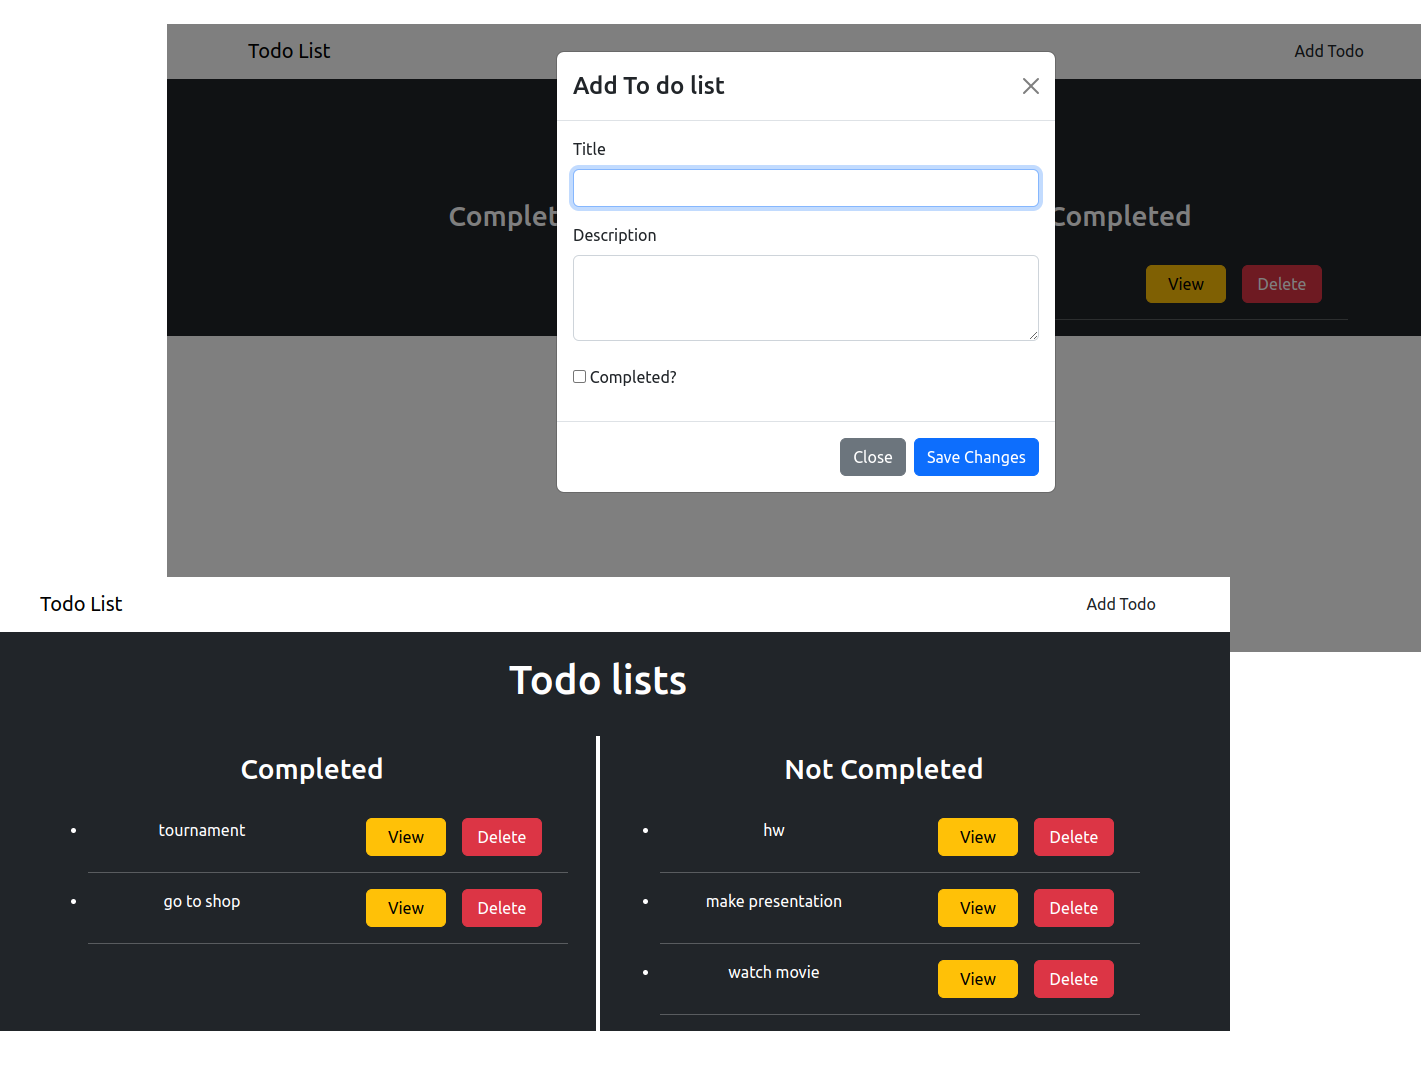 Todo List
Add Todo
Add To do list
Title
Complet
Completed
Description
View Delete
Completed?
Close Save Changes
Todo List
Add Todo
Todo lists
Completed
Not Completed
• tournament View Delete
• hw View Delete
• go to shop View Delete
• make presentation View Delete
• watch movie View Delete